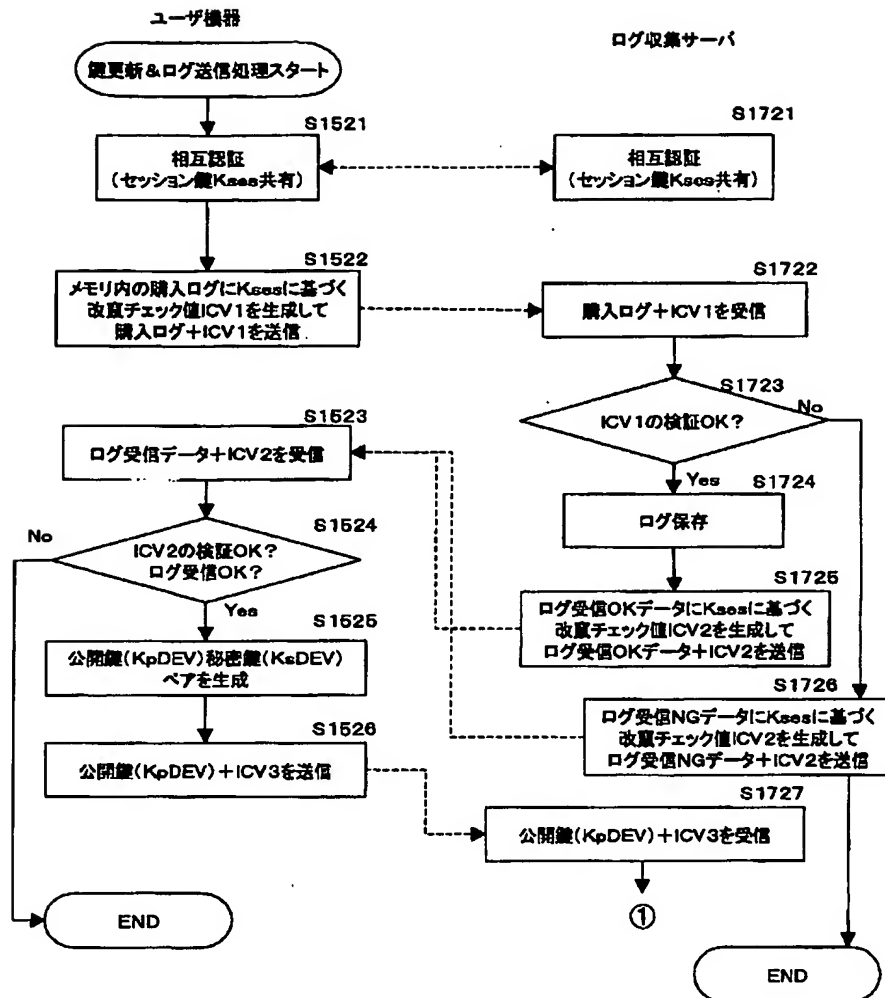 ユーザ機器
ログ収集サーバ
鍵更新&ログ送信処理スタート
S1521
相互認証
(セッション鍵Kses共有)
S1721
相互認証
(セッション鍵Kses共有)
S1522
メモリ内の購入ログにKsesに基づく
改竄チェック値ICV1を生成して
購入ログ+ICV1を送信
S1722
購入ログ+ICV1を受信
S1723
ICV1の検証OK?
No
Yes
S1523
ログ受信データ+ICV2を受信
S1724
ログ保存
S1524
No
ICV2の検証OK?
ログ受信OK?
Yes
S1725
ログ受信OKデータにKsesに基づく
改竄チェック値ICV2を生成して
ログ受信OKデータ+ICV2を送信
S1525
公開鍵(KpDEV)秘密鍵(KsDEV)
ペアを生成
S1726
ログ受信NGデータにKsesに基づく
改竄チェック値ICV2を生成して
ログ受信NGデータ+ICV2を送信
S1526
公開鍵(KpDEV)+ICV3を送信
S1727
公開鍵(KpDEV)+ICV3を受信
①
END
END